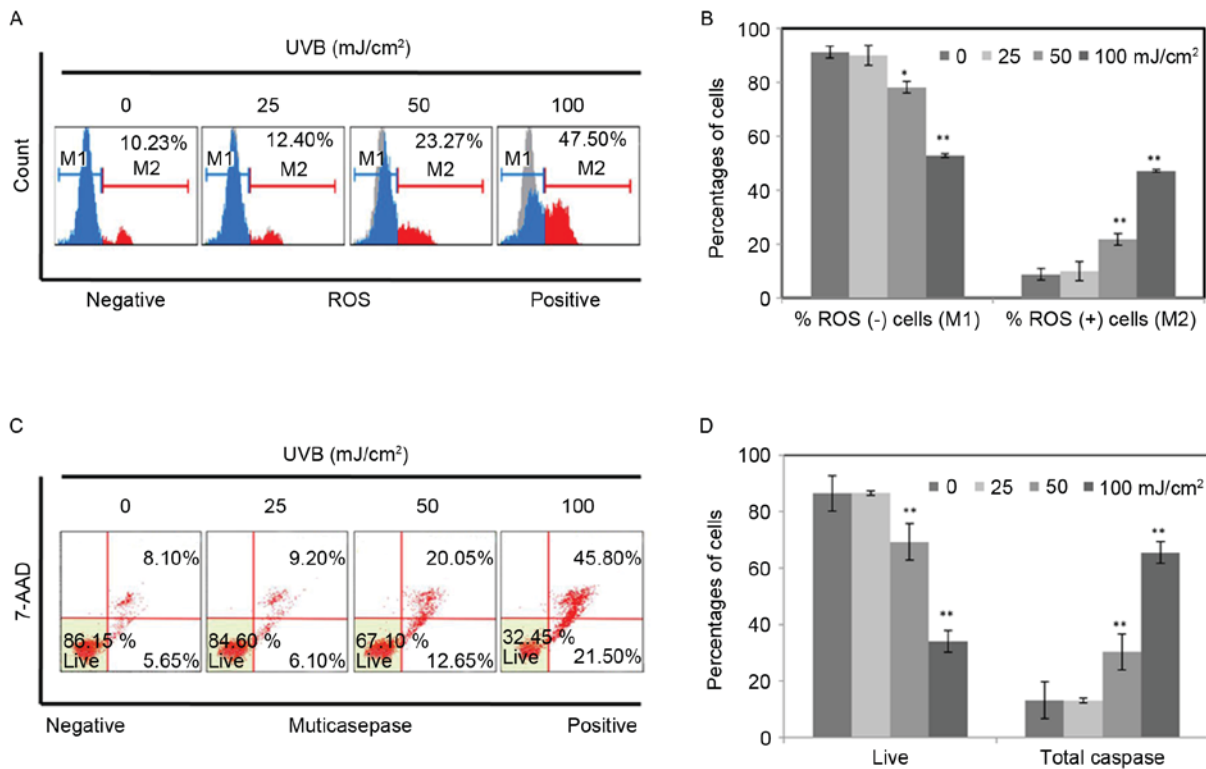 A
UVB (mJ/cm²)
0 25 50 100
10.23% 12.40% 23.27% 47.50%
M1 M2 M1 M2 M1 M2 M1 M2
Count
Negative ROS Positive
B
100
80
60
40
20
0
Percentages of cells
0 25 50 100 mJ/cm²
* ** ** **
% ROS (-) cells (M1) % ROS (+) cells (M2)
C
UVB (mJ/cm²)
0 25 50 100
8.10% 9.20% 20.05% 45.80%
7-AAD
86.15 % 84.60 % 67.10 % 32.45 %
Live Live Live Live
5.65% 6.10% 12.65% 21.50%
Negative Muticasepase Positive
D
100
80
60
40
20
0
Percentages of cells
0 25 50 100 mJ/cm²
** ** ** **
Live Total caspase